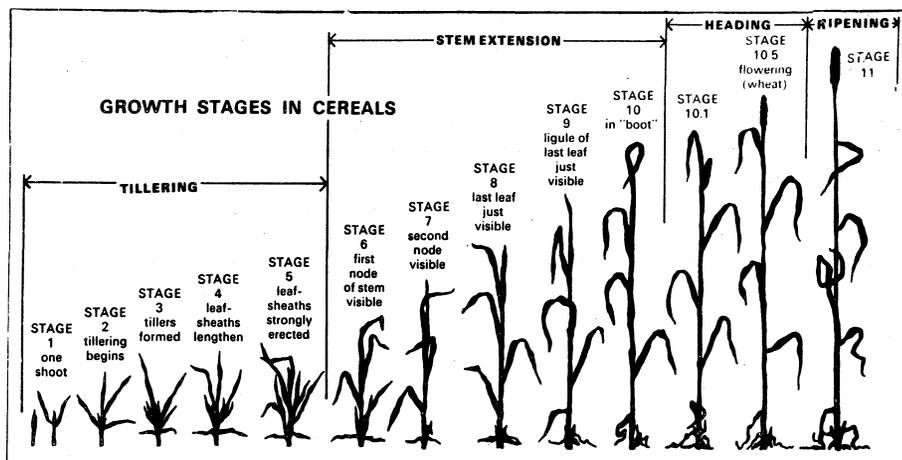 GROWTH STAGES IN CEREALS
TILLERING
STEM EXTENSION
HEADING
RIPENING
STAGE
1
one
shoot
STAGE
2
tillering
begins
STAGE
3
tillers
formed
STAGE
4
leaf-
sheaths
lengthen
STAGE
5
leaf-
sheaths
strongly
erected
STAGE
6
first
node
of stem
visible
STAGE
7
second
node
visible
STAGE
8
last leaf
just
visible
STAGE
9
ligule of
last leaf
just
visible
STAGE
10
in "boot"
STAGE
10.1
STAGE
10 5
flowering
(wheat)
STAGE
11